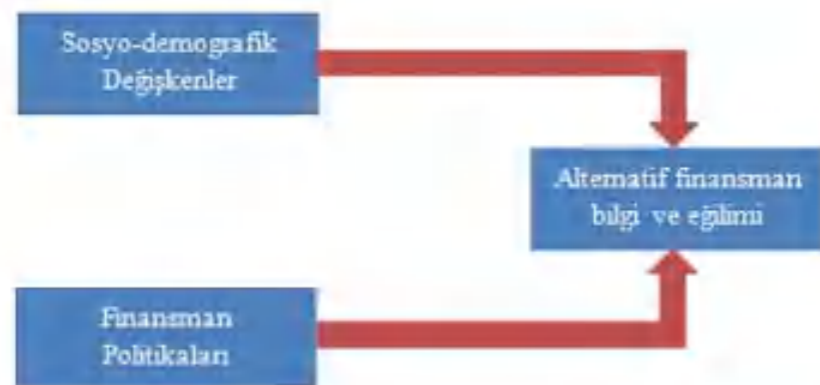 Sosyo-demografik
Değişkenler
Alternatif finansman
bilgi ve eğilimi
Finansman
Politikaları